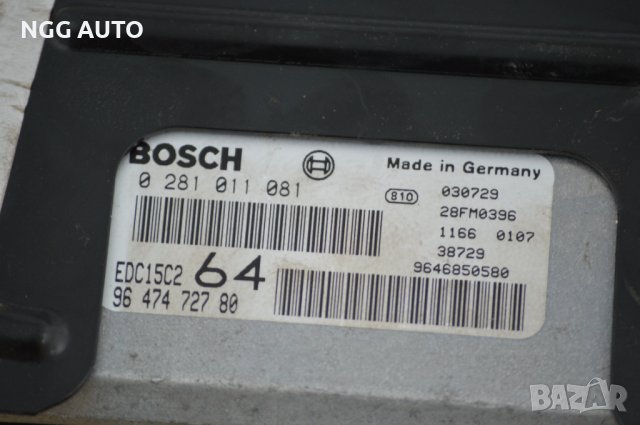 NGG AUTO
BOSCH
0 281 011 081
EDC15C2 64
96 474 727 80
Made in Germany
810 030729
28FM0396
1166 0107
38729
9646850580
BAZAR